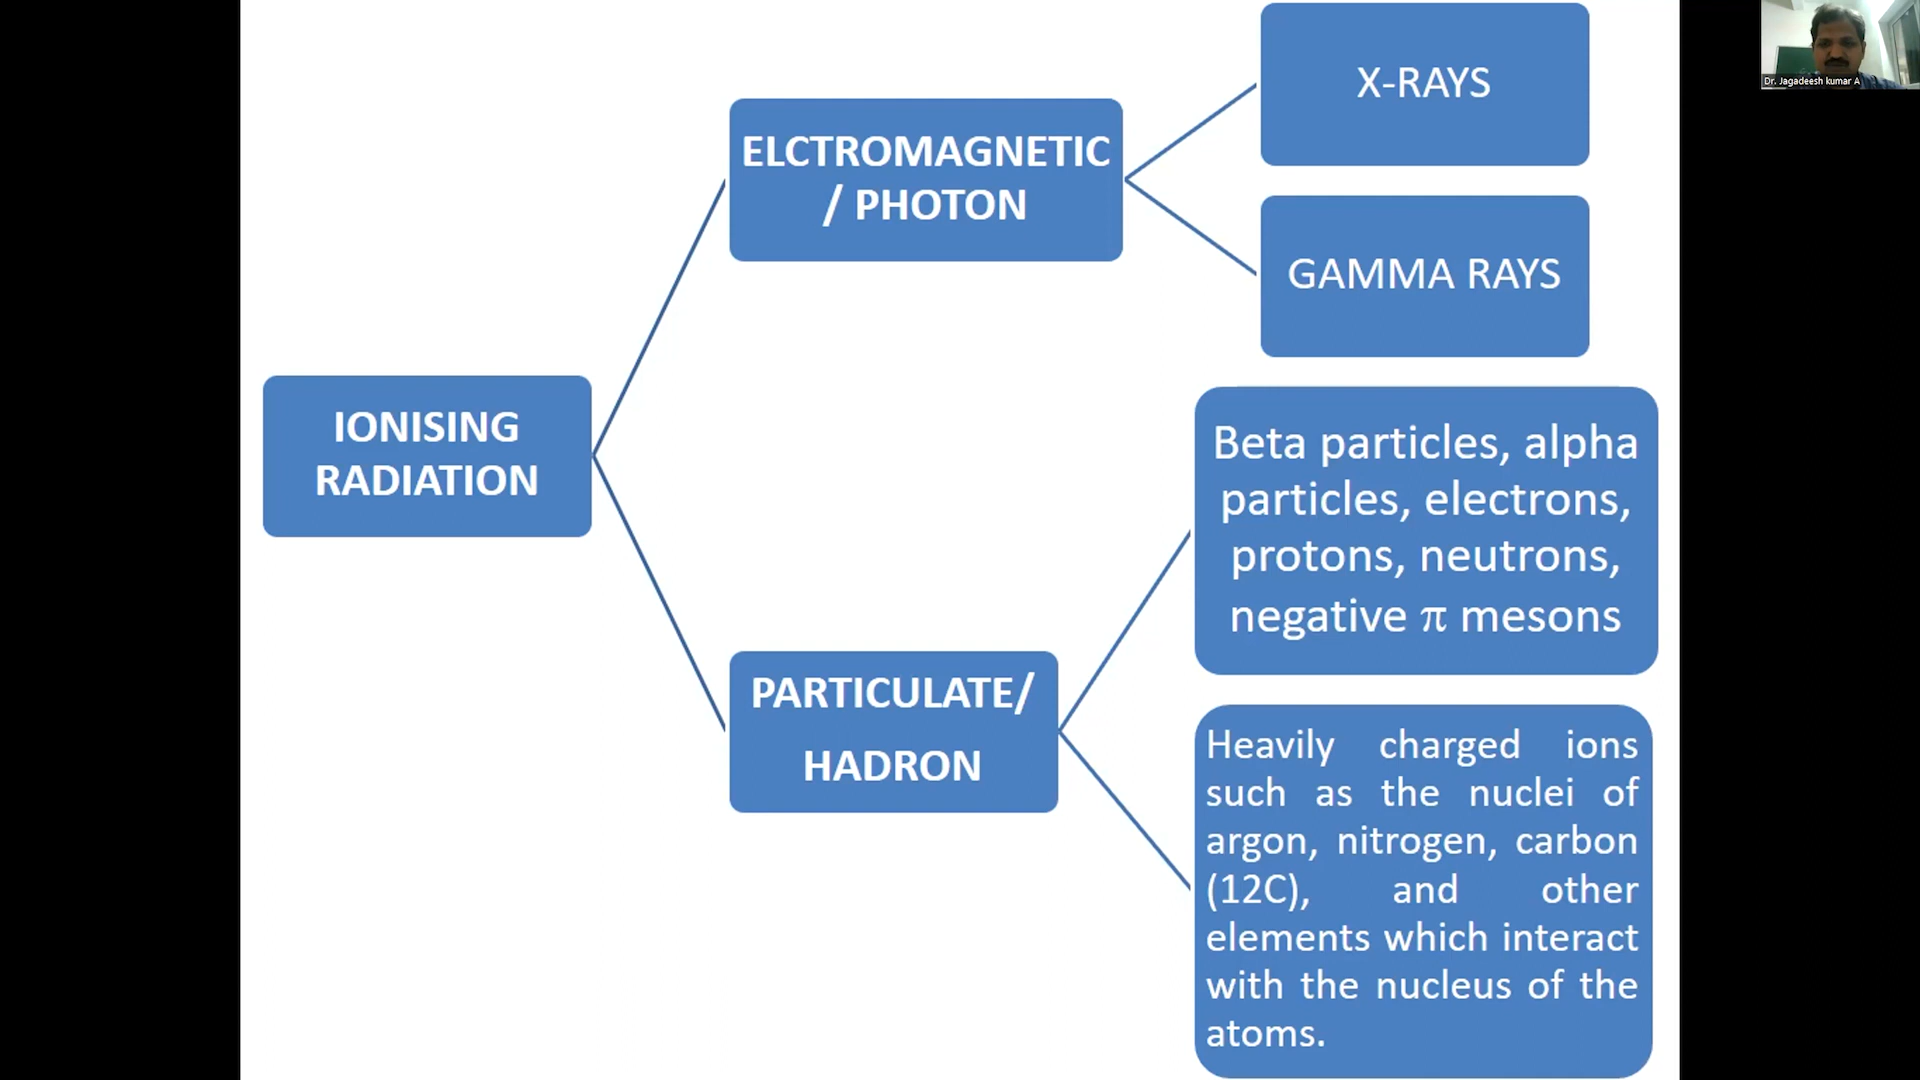 IONISING
RADIATION
ELCTROMAGNETIC
/ PHOTON
X-RAYS
GAMMA RAYS
PARTICULATE/
HADRON
Beta particles, alpha
particles, electrons,
protons, neutrons,
negative π mesons
Heavily charged ions
such as the nuclei of
argon, nitrogen, carbon
(12C), and other
elements which interact
with the nucleus of the
atoms.
Dr. Jagadeesh kumar A